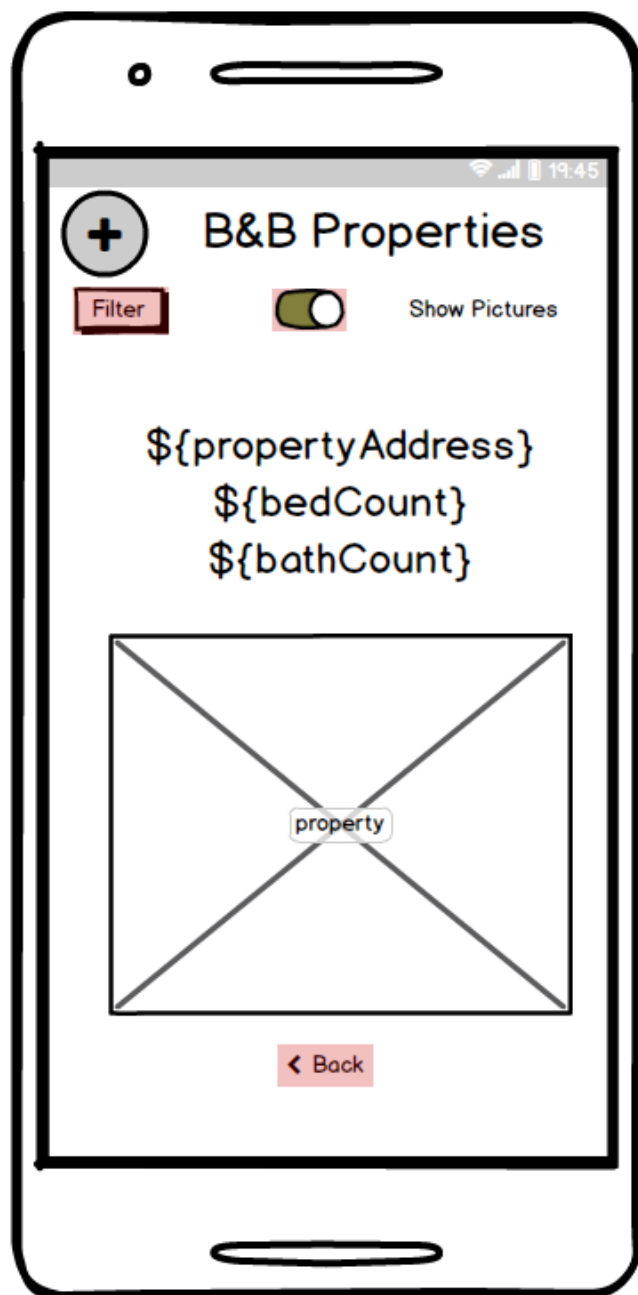 19:45
B&B Properties
Filter
Show Pictures
${propertyAddress}
${bedCount}
${bathCount}
property
Back